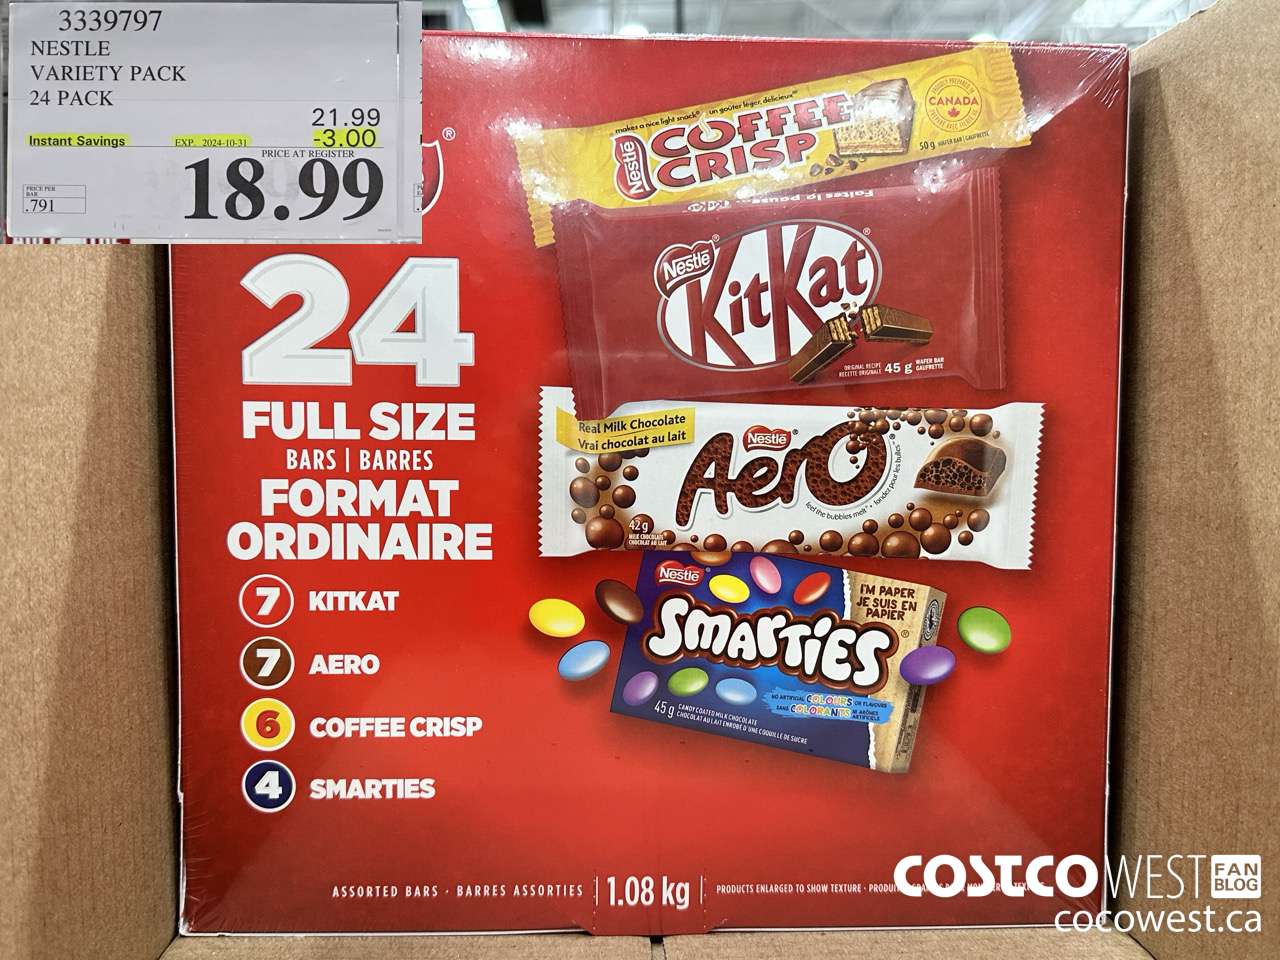 3339797
NESTLE
VARIETY PACK
24 PACK
21.99
Instant Savings EXP. 2024-10-31 -3.00
PRICE AT REGISTER
PRICE PER
BAR
.791
18.99
24
FULL SIZE
BARS | BARRES
FORMAT
ORDINAIRE
7 KITKAT
7 AERO
6 COFFEE CRISP
4 SMARTIES
makes a nice light snack* un goûter léger, délicieux*
Nestlé
COFFEE
CRISP
CANADA
50 g WAFER BAR | GAUFRETTE
Faites la pause
Nestlé
KitKat
ORIGINAL RECIPE
RECETTE ORIGINALE
45 g WAFER BAR
GAUFRETTE
Real Milk Chocolate
Vrai chocolat au lait
Nestlé
Aero
feel the bubbles melt • fondez pour les bulles
42 g
MILK CHOCOLATE
CHOCOLAT AU LAIT
Nestlé
SMARTIES
I'M PAPER
JE SUIS EN
PAPIER
NO ARTIFICIAL COLOURS OR FLAVOURS
SANS COLORANTS NI ARÔMES
ARTIFICIELS
45 g CANDY COATED MILK CHOCOLATE
CHOCOLAT AU LAIT ENROBÉ D'UNE COQUILLE DE SUCRE
ASSORTED BARS • BARRES ASSORTIES 1.08 kg PRODUCTS ENLARGED TO SHOW TEXTURE •
COSTCO WEST FAN
BLOG
cocowest.ca